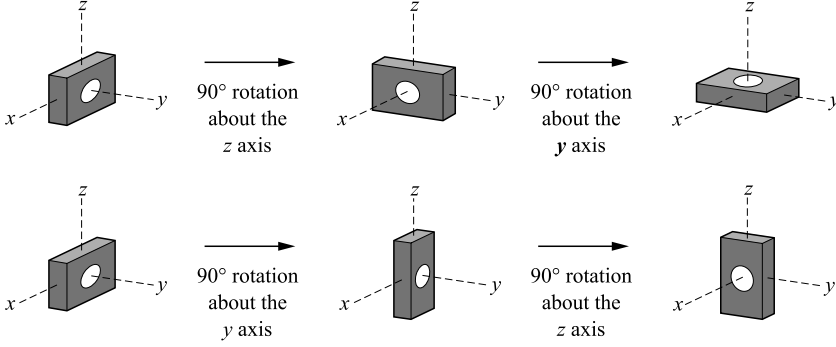 z
x
y
90° rotation
about the
z axis
z
x
y
90° rotation
about the
y axis
z
x
y
z
x
y
90° rotation
about the
y axis
z
x
y
90° rotation
about the
z axis
z
x
y